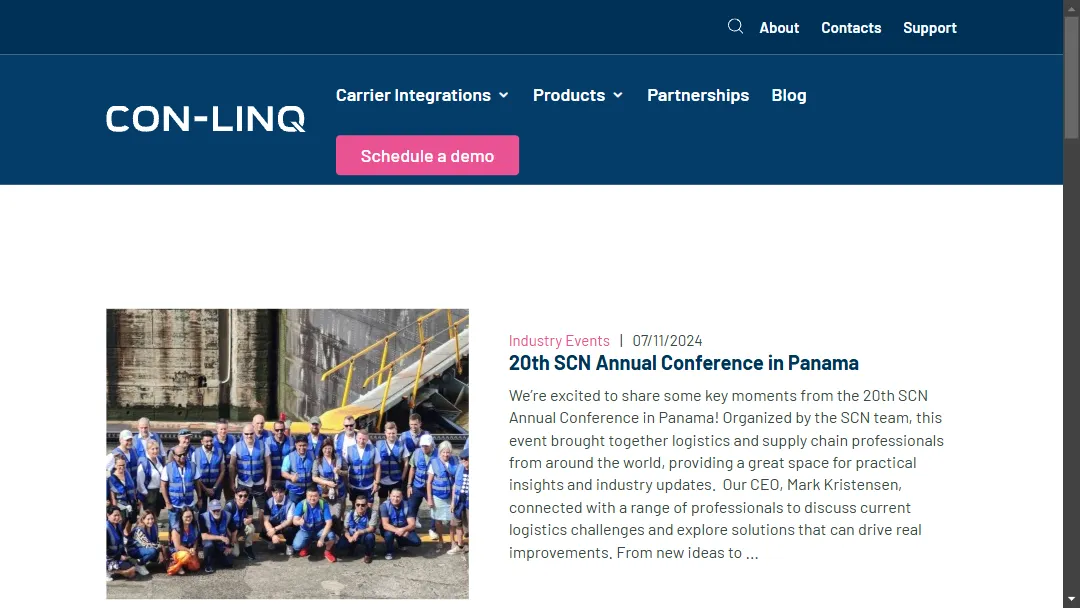 About Contacts Support
CON-LINQ
Carrier Integrations Products Partnerships Blog
Schedule a demo
Industry Events | 07/11/2024
20th SCN Annual Conference in Panama
We’re excited to share some key moments from the 20th SCN
Annual Conference in Panama! Organized by the SCN team, this
event brought together logistics and supply chain professionals
from around the world, providing a great space for practical
insights and industry updates.  Our CEO, Mark Kristensen,
connected with a range of professionals to discuss current
logistics challenges and explore solutions that can drive real
improvements. From new ideas to ...